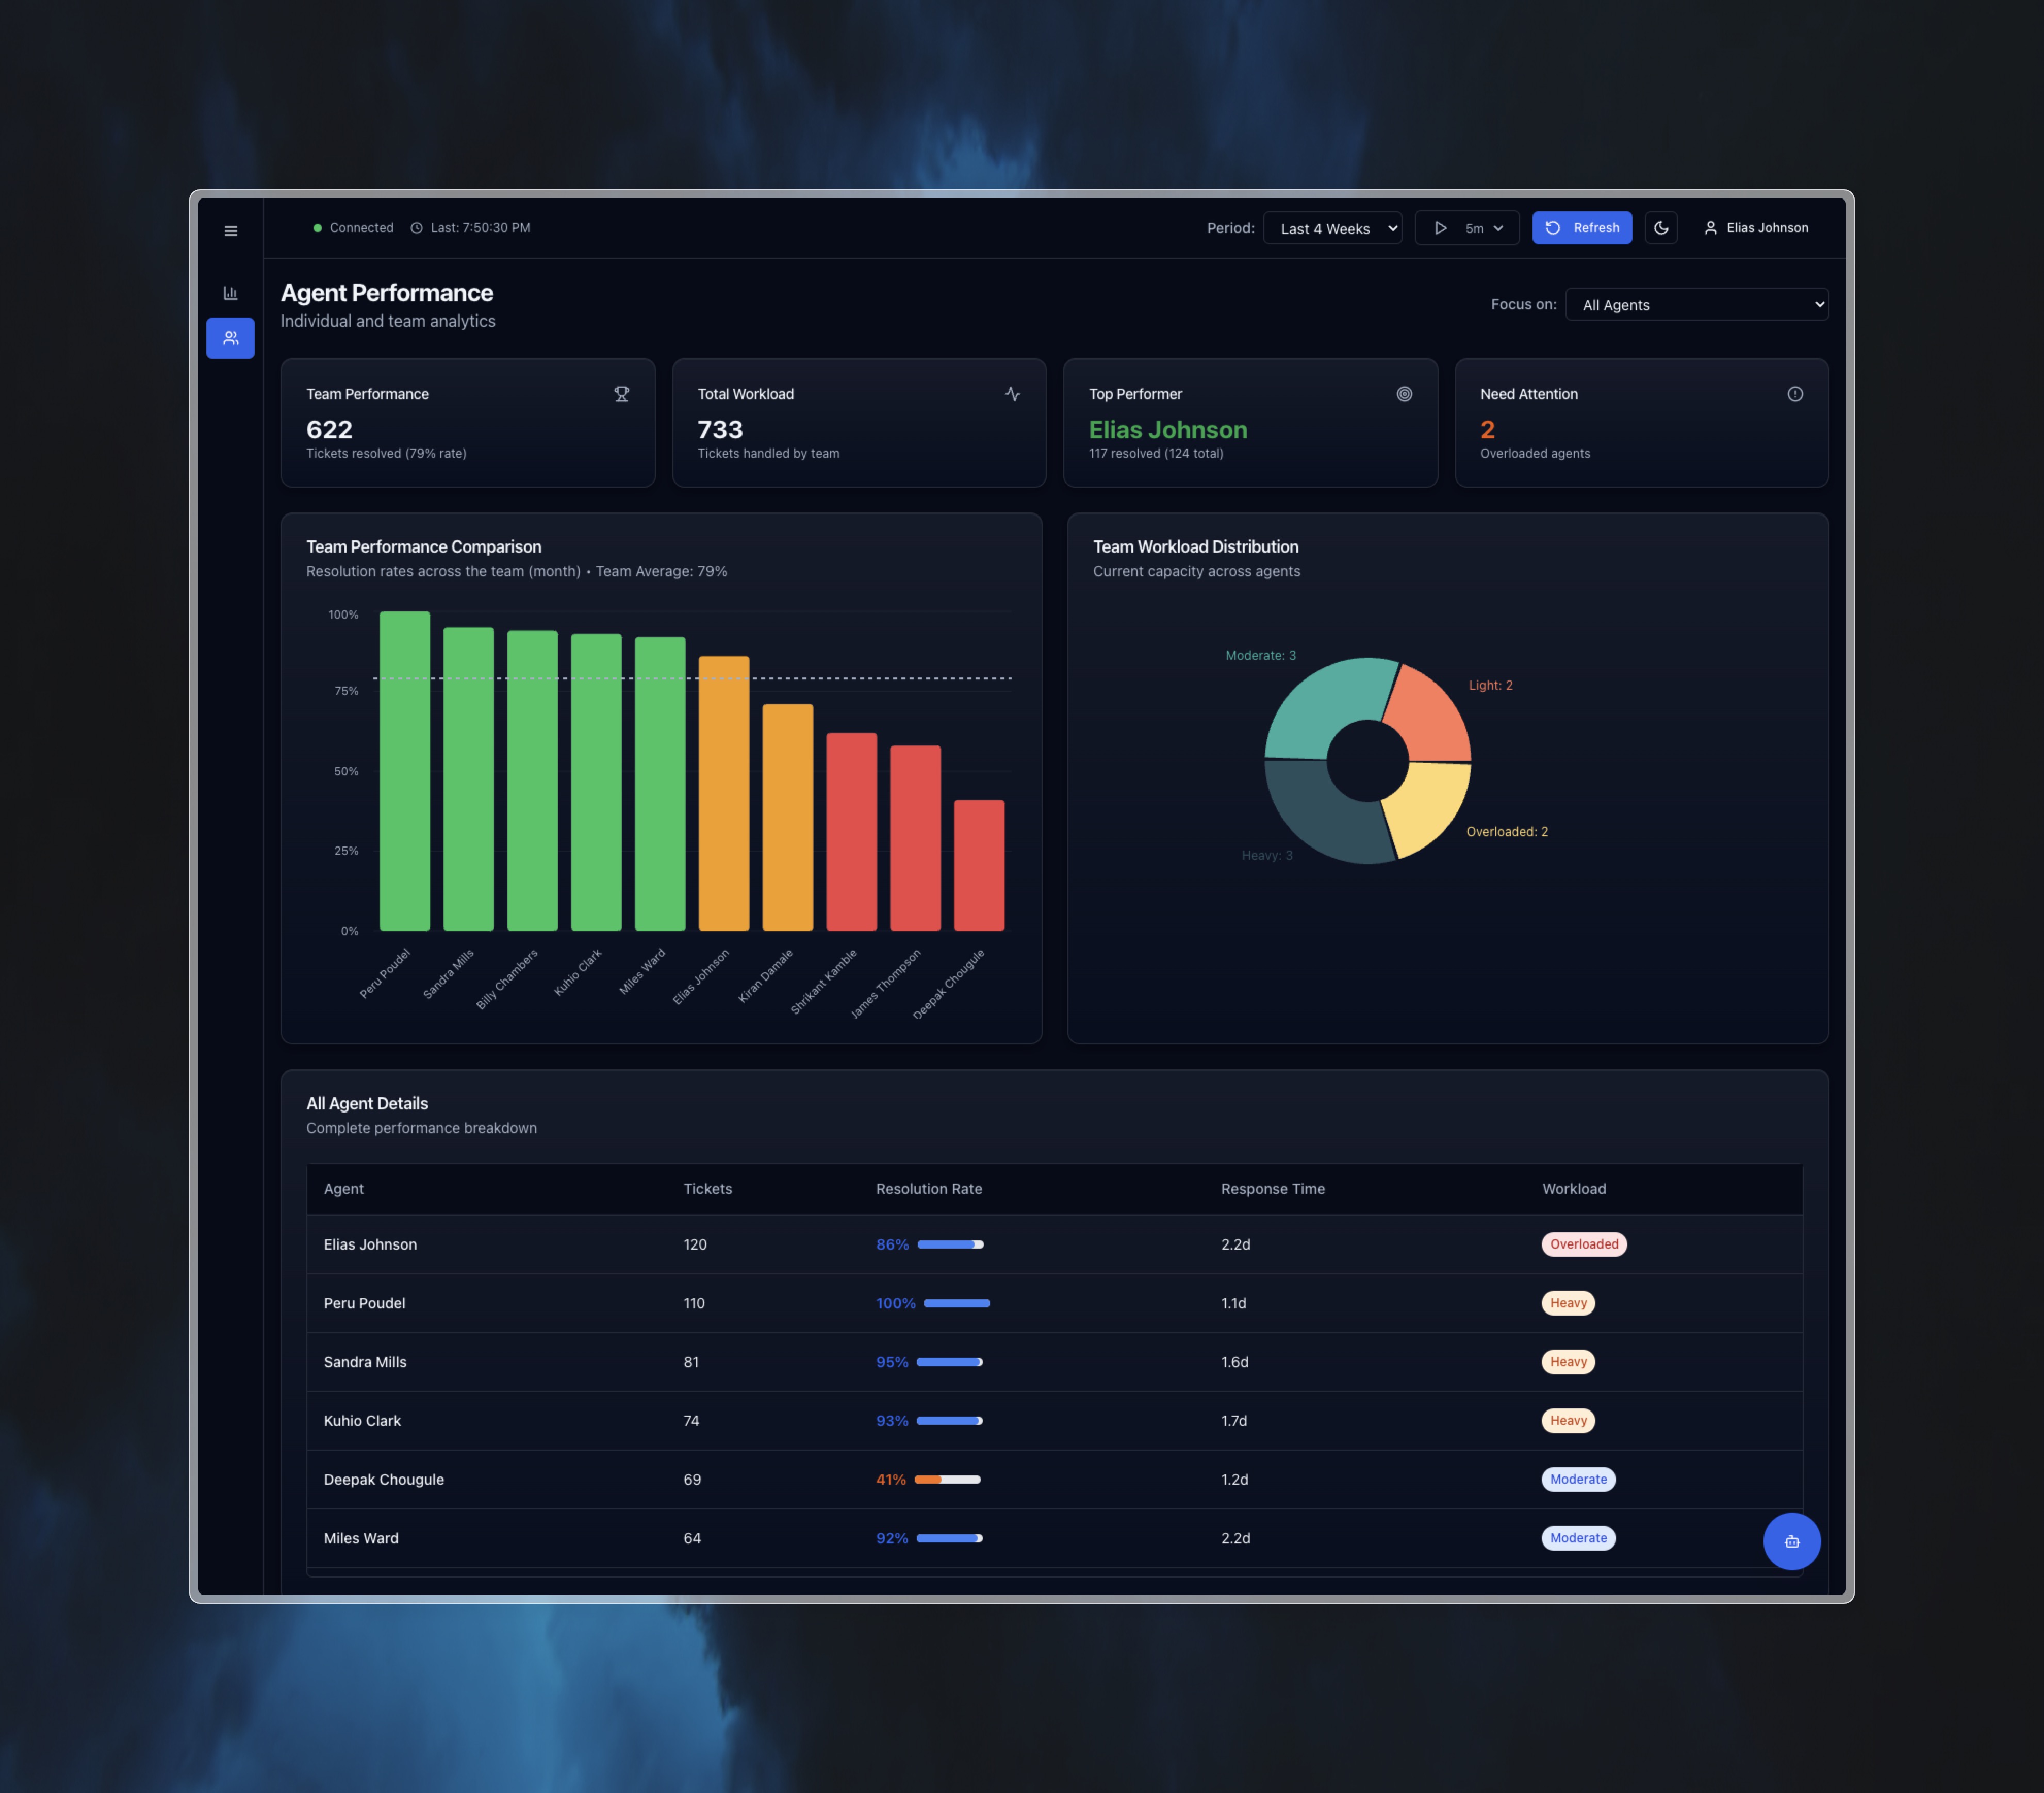 Connected Last: 7:50:30 PM Period: Last 4 Weeks 5m Refresh Elias Johnson
Agent Performance
Individual and team analytics
Focus on: All Agents
Team Performance
622
Tickets resolved (79% rate)
Total Workload
733
Tickets handled by team
Top Performer
Elias Johnson
117 resolved (124 total)
Need Attention
2
Overloaded agents
Team Performance Comparison
Resolution rates across the team (month) • Team Average: 79%
100%
75%
50%
25%
0%
Peru Poudel
Sandra Mills
Billy Chambers
Kuhio Clark
Miles Ward
Elias Johnson
Kiran Damale
Shrikant Kamble
James Thompson
Deepak Chougule
Team Workload Distribution
Current capacity across agents
Moderate: 3
Light: 2
Overloaded: 2
Heavy: 3
All Agent Details
Complete performance breakdown
Agent Tickets Resolution Rate Response Time Workload
Elias Johnson 120 86% 2.2d Overloaded
Peru Poudel 110 100% 1.1d Heavy
Sandra Mills 81 95% 1.6d Heavy
Kuhio Clark 74 93% 1.7d Heavy
Deepak Chougule 69 41% 1.2d Moderate
Miles Ward 64 92% 2.2d Moderate